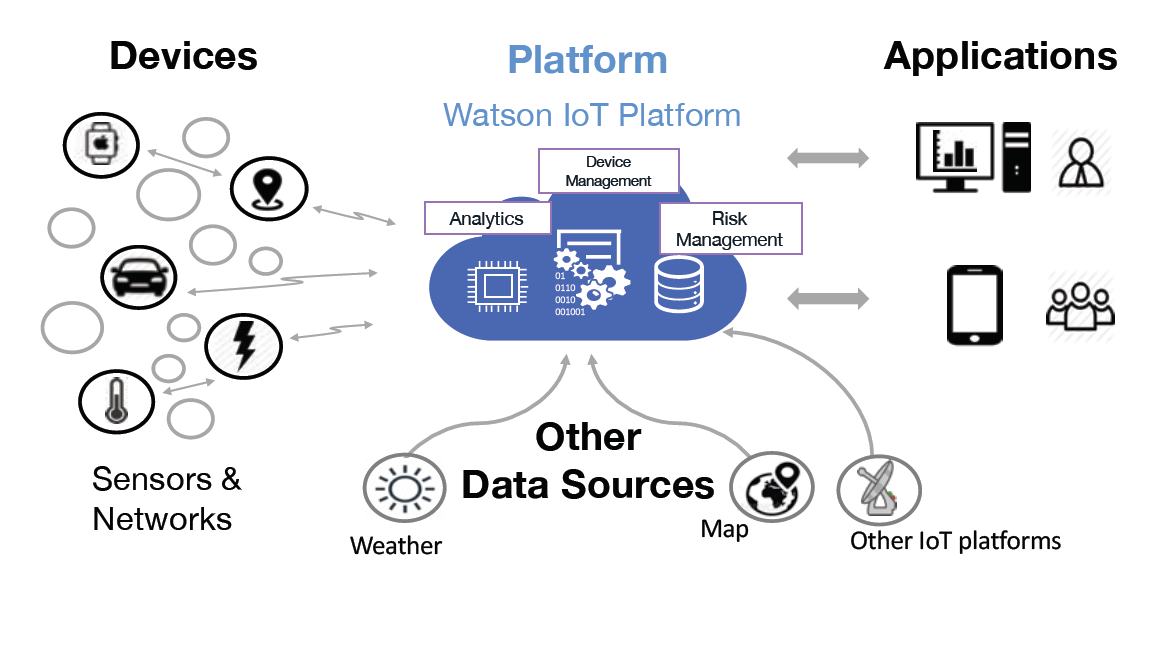 Devices
Platform
Applications
Watson IoT Platform
Device
Management
Analytics
Risk
Management
01
0110
0010
001001
Other
Data Sources
Sensors &
Networks
Weather
Map
Other IoT platforms